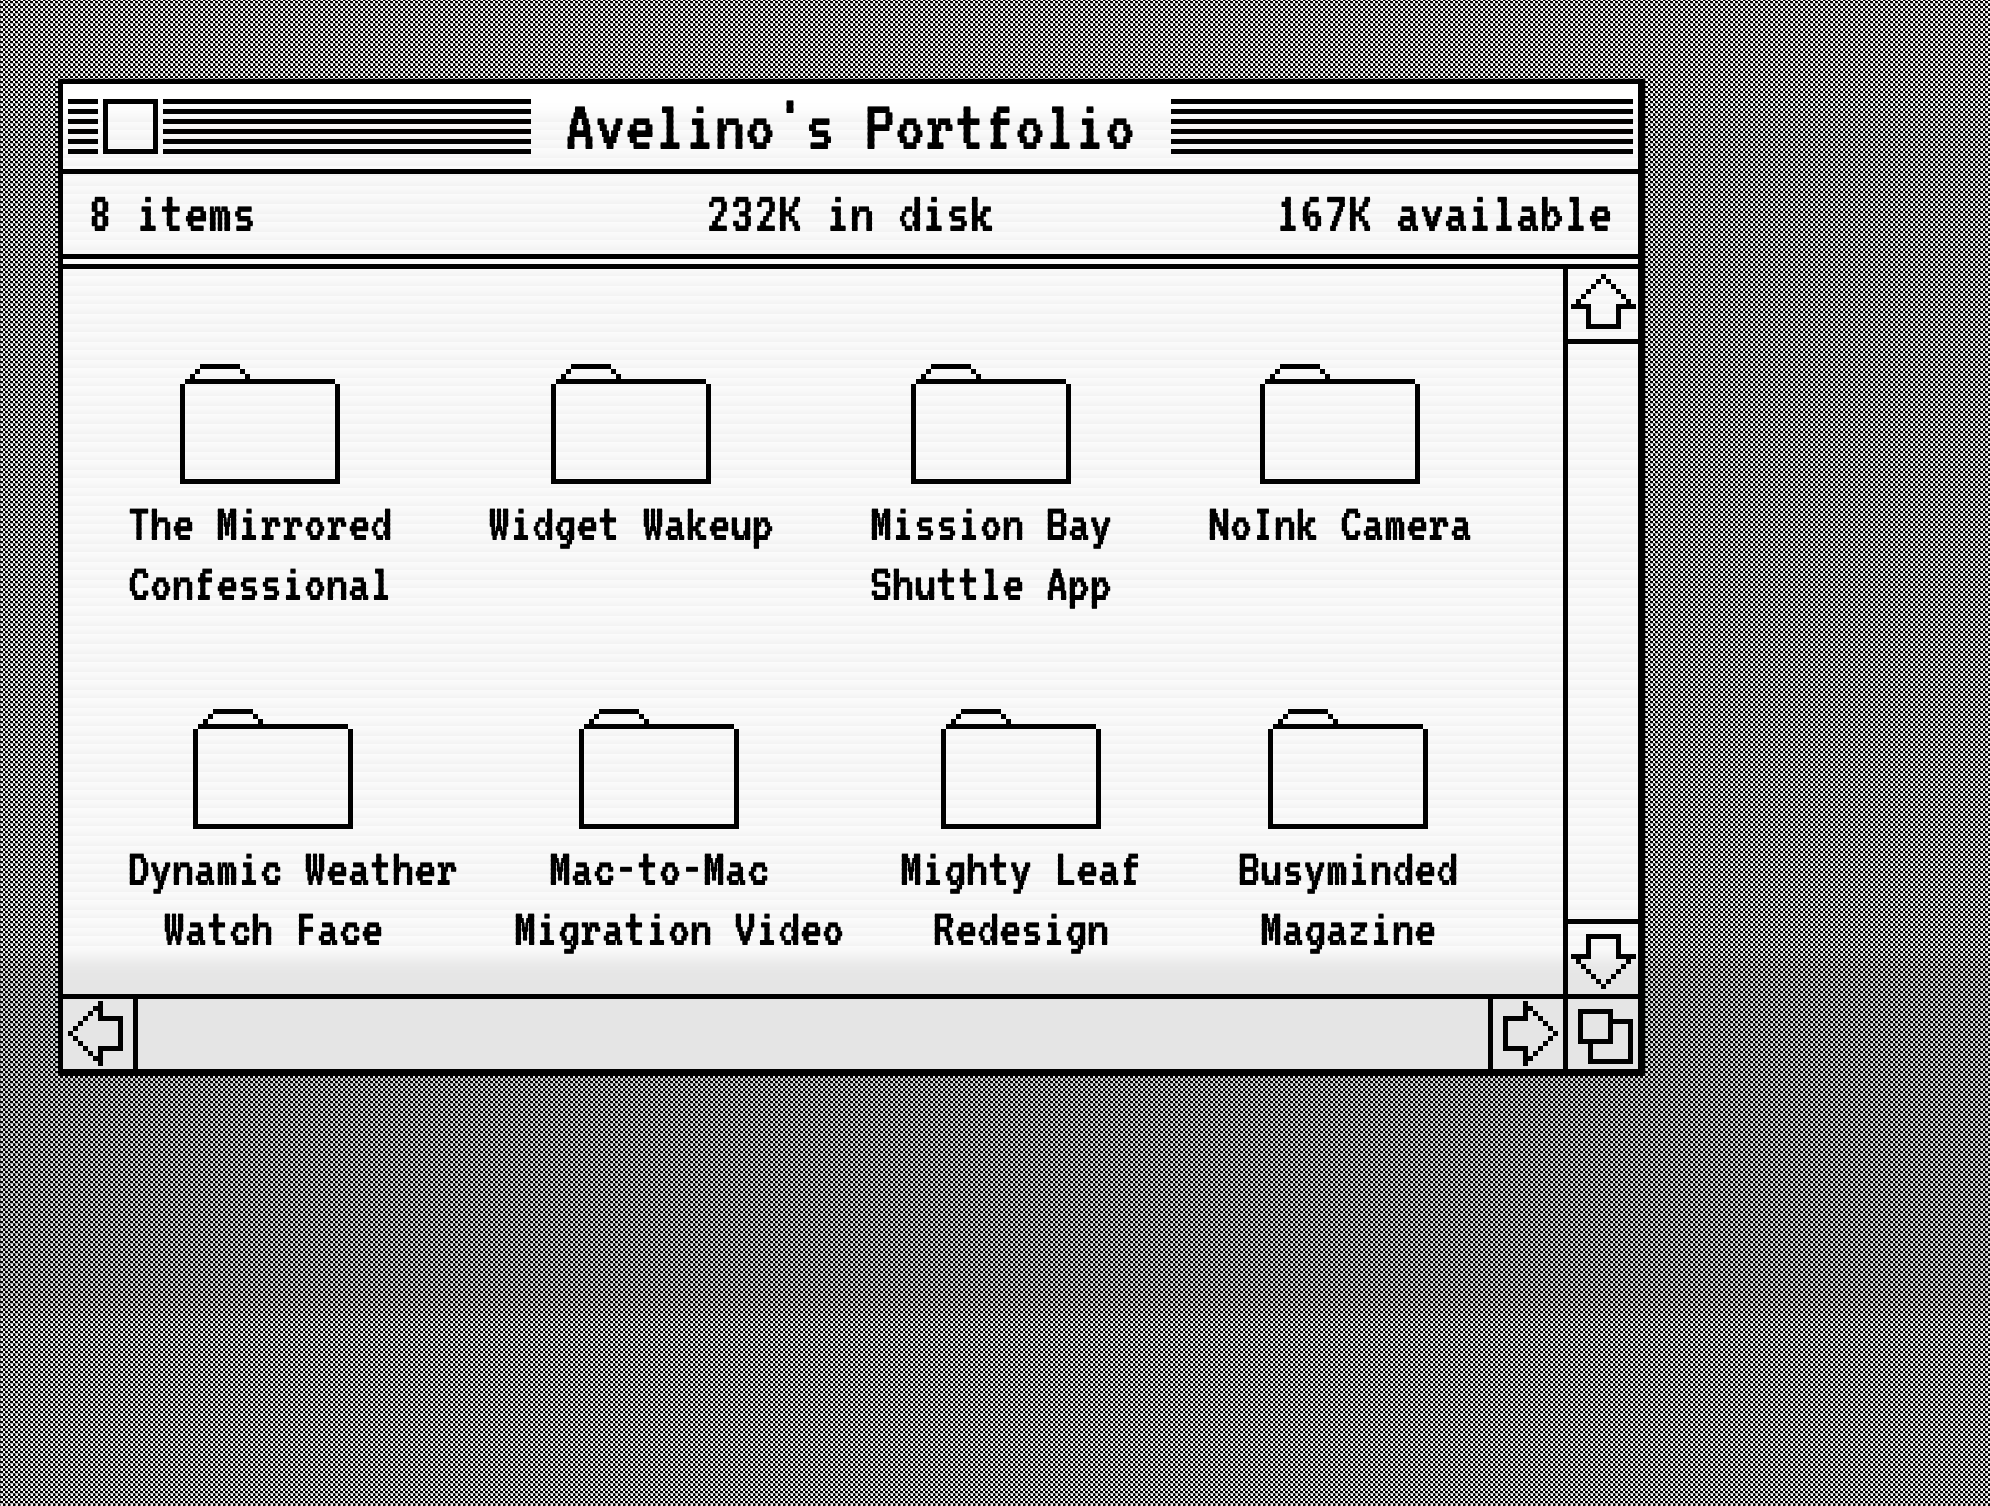 Avelino's Portfolio
8 items 232K in disk 167K available
The Mirrored
Confessional
Widget Wakeup
Mission Bay
Shuttle App
NoInk Camera
Dynamic Weather
Watch Face
Mac-to-Mac
Migration Video
Mighty Leaf
Redesign
Busyminded
Magazine